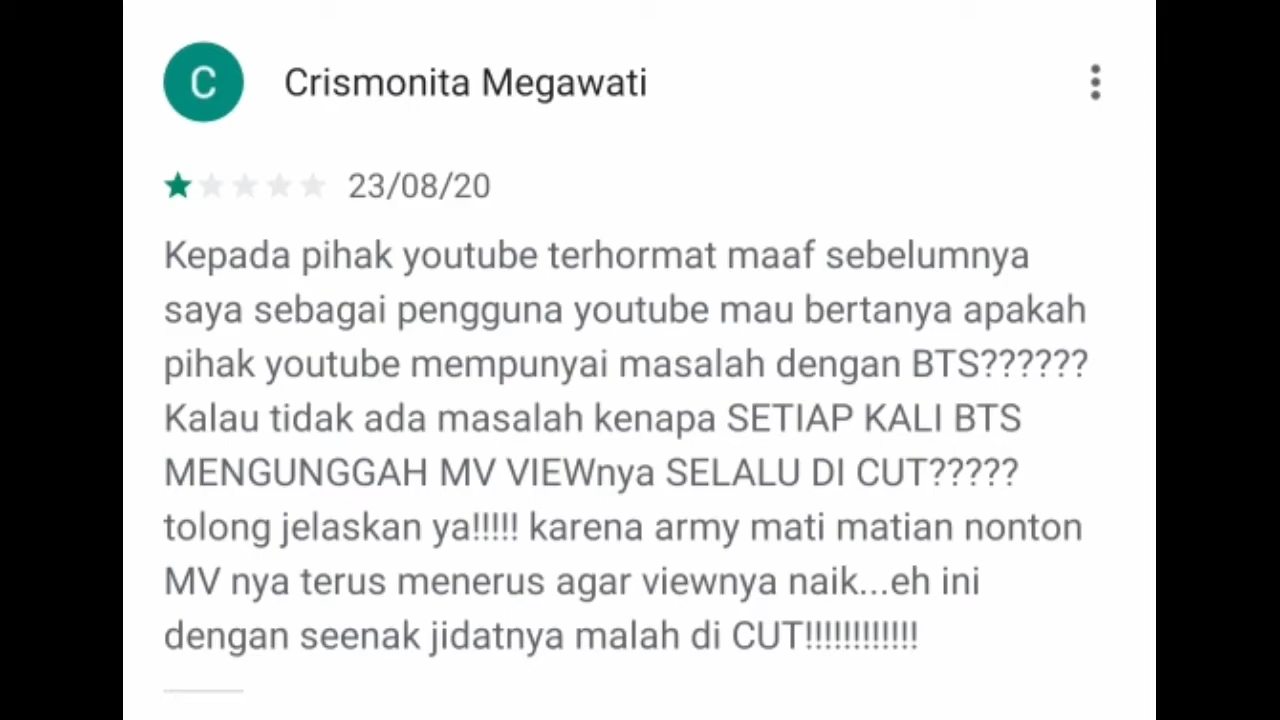 C
Crismonita Megawati
23/08/20
Kepada pihak youtube terhormat maaf sebelumnya
saya sebagai pengguna youtube mau bertanya apakah
pihak youtube mempunyai masalah dengan BTS??????
Kalau tidak ada masalah kenapa SETIAP KALI BTS
MENGUNGGAH MV VIEWnya SELALU DI CUT?????
tolong jelaskan ya!!!!! karena army mati matian nonton
MV nya terus menerus agar viewnya naik...eh ini
dengan seenak jidatnya malah di CUT!!!!!!!!!!!!